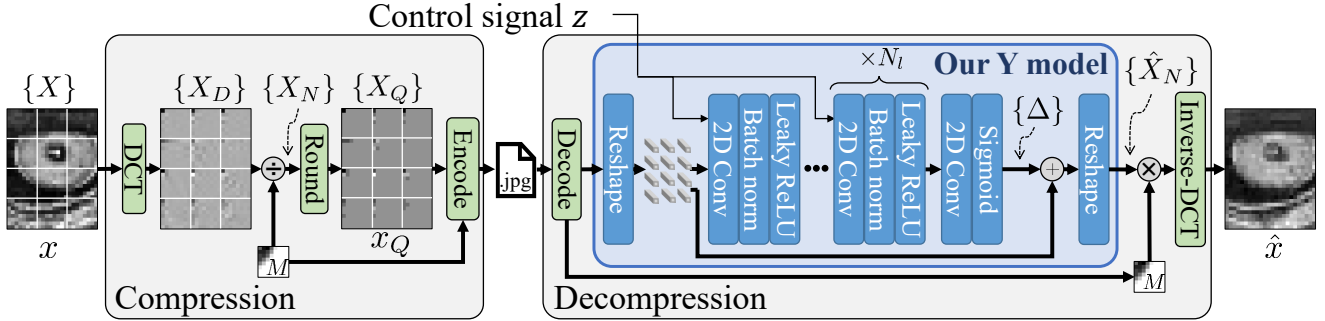 Control signal z
{X}
{X_D}
{X_N}
{X_Q}
DCT
÷
Round
Encode
M
x
x_Q
Compression
.jpg
Decode
Our Y model
Reshape
2D Conv
Batch norm
Leaky ReLU
•••
×N_l
2D Conv
Batch norm
Leaky ReLU
2D Conv
Sigmoid
{Δ}
+
Reshape
{X̂_N}
×
M
Inverse-DCT
x̂
Decompression